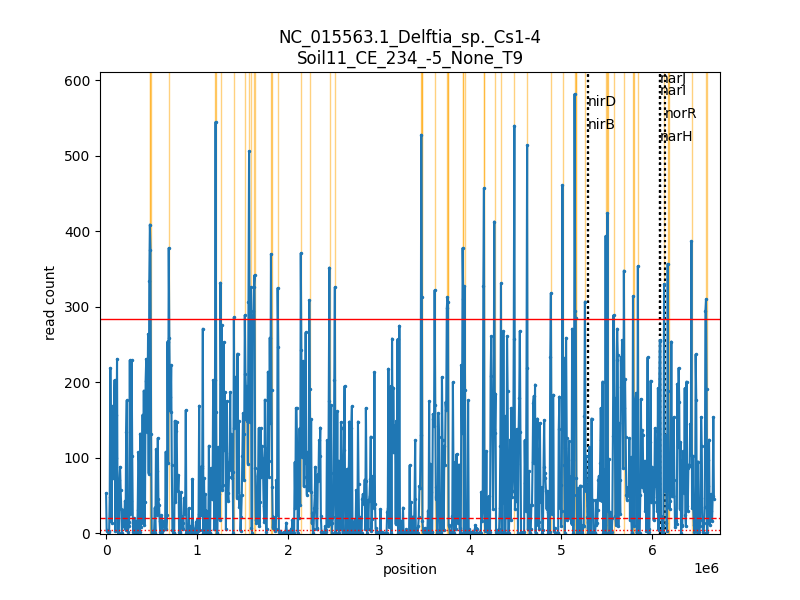 NC_015563.1_Delftia_sp._Cs1-4
Soil11_CE_234_-5_None_T9
600
500
400
300
200
100
0
read count
narJ
narI
nirD
norR
nirB
narH
0
1
2
3
4
5
6
1e6
position